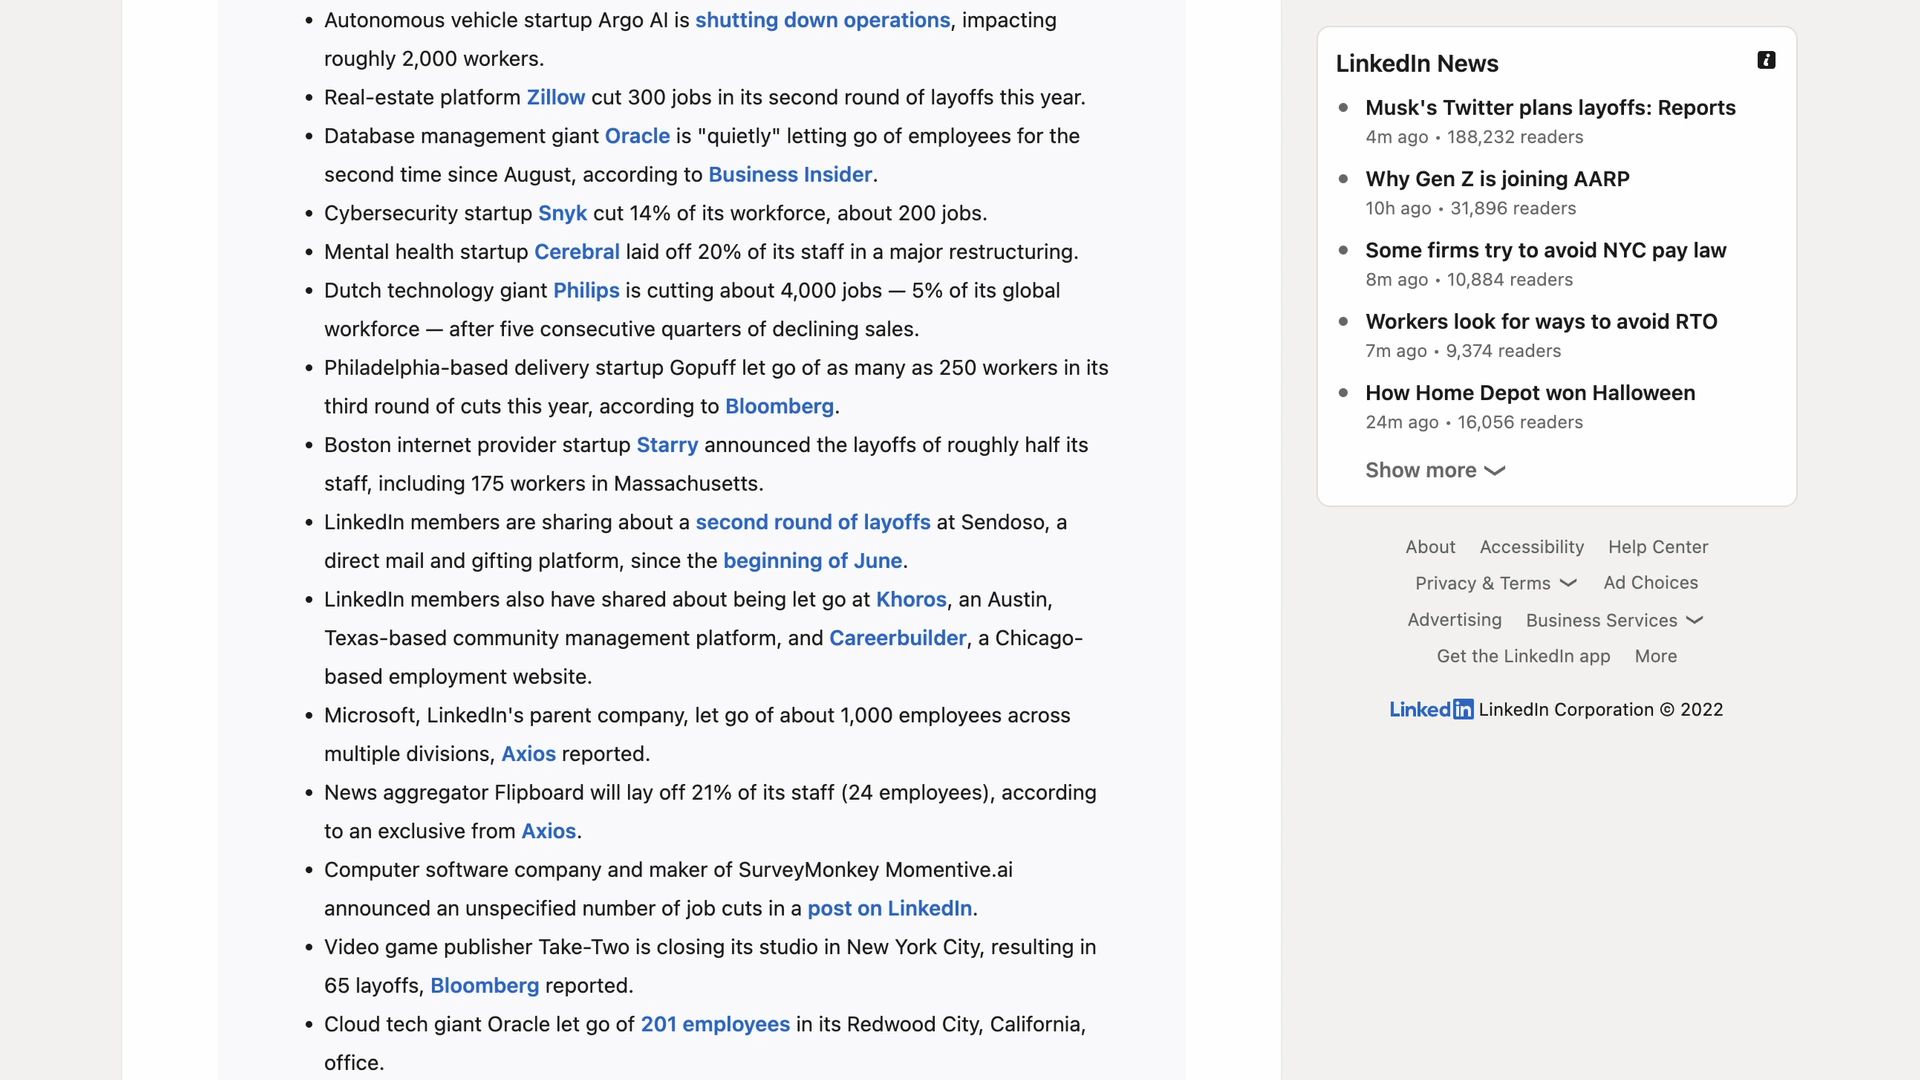 • Autonomous vehicle startup Argo AI is shutting down operations, impacting
roughly 2,000 workers.
• Real-estate platform Zillow cut 300 jobs in its second round of layoffs this year.
• Database management giant Oracle is "quietly" letting go of employees for the
second time since August, according to Business Insider.
• Cybersecurity startup Snyk cut 14% of its workforce, about 200 jobs.
• Mental health startup Cerebral laid off 20% of its staff in a major restructuring.
• Dutch technology giant Philips is cutting about 4,000 jobs — 5% of its global
workforce — after five consecutive quarters of declining sales.
• Philadelphia-based delivery startup Gopuff let go of as many as 250 workers in its
third round of cuts this year, according to Bloomberg.
• Boston internet provider startup Starry announced the layoffs of roughly half its
staff, including 175 workers in Massachusetts.
• LinkedIn members are sharing about a second round of layoffs at Sendoso, a
direct mail and gifting platform, since the beginning of June.
• LinkedIn members also have shared about being let go at Khoros, an Austin,
Texas-based community management platform, and Careerbuilder, a Chicago-
based employment website.
• Microsoft, LinkedIn's parent company, let go of about 1,000 employees across
multiple divisions, Axios reported.
• News aggregator Flipboard will lay off 21% of its staff (24 employees), according
to an exclusive from Axios.
• Computer software company and maker of SurveyMonkey Momentive.ai
announced an unspecified number of job cuts in a post on LinkedIn.
• Video game publisher Take-Two is closing its studio in New York City, resulting in
65 layoffs, Bloomberg reported.
• Cloud tech giant Oracle let go of 201 employees in its Redwood City, California,
office.
LinkedIn News
• Musk's Twitter plans layoffs: Reports
4m ago • 188,232 readers
• Why Gen Z is joining AARP
10h ago • 31,896 readers
• Some firms try to avoid NYC pay law
8m ago • 10,884 readers
• Workers look for ways to avoid RTO
7m ago • 9,374 readers
• How Home Depot won Halloween
24m ago • 16,056 readers
Show more
About Accessibility Help Center
Privacy & Terms Ad Choices
Advertising Business Services
Get the LinkedIn app More
LinkedIn LinkedIn Corporation © 2022